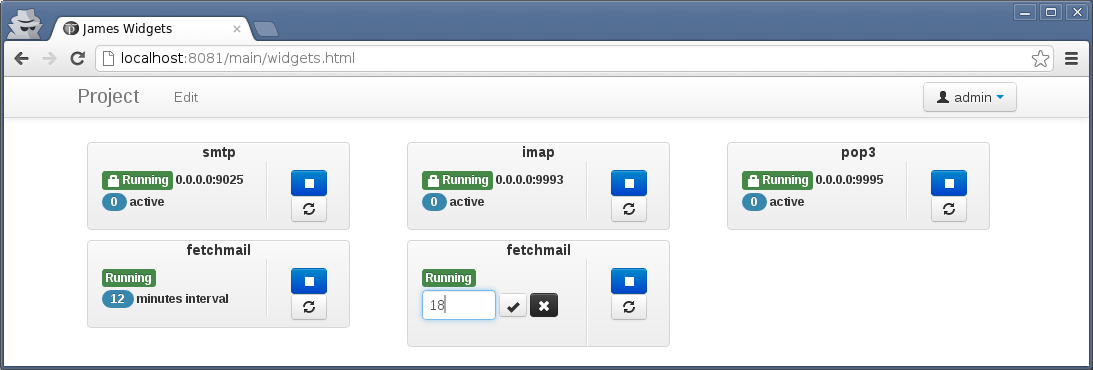 James Widgets
localhost:8081/main/widgets.html
Project Edit admin
smtp
Running 0.0.0.0:9025
0 active
imap
Running 0.0.0.0:9993
0 active
pop3
Running 0.0.0.0:9995
0 active
fetchmail
Running
12 minutes interval
fetchmail
Running
18